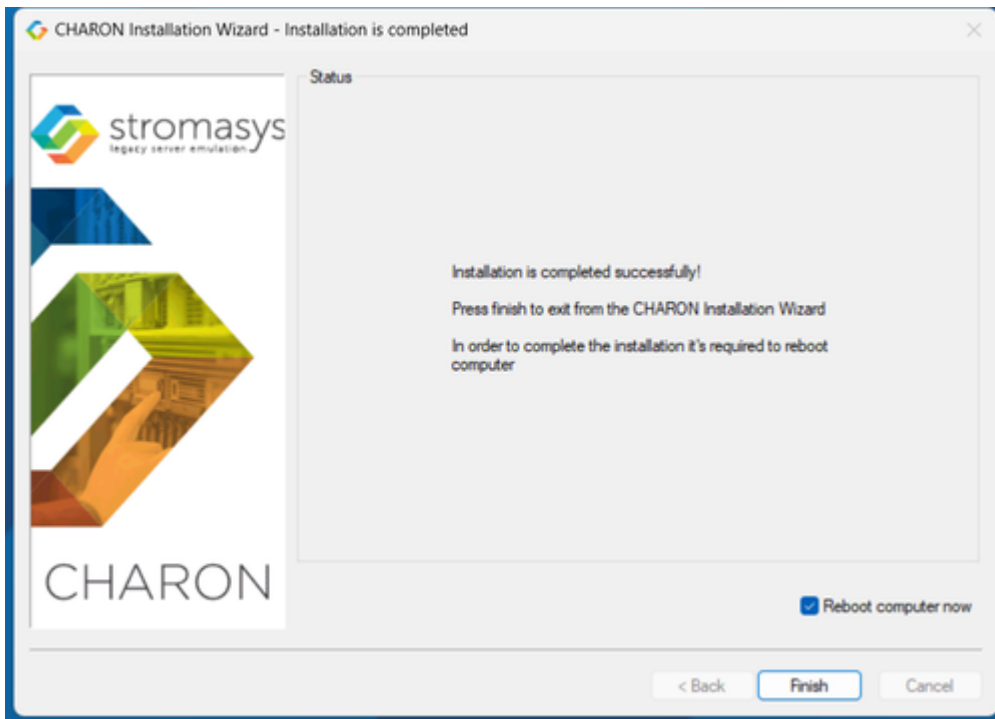 CHARON Installation Wizard - Installation is completed
Status
stromasys
legacy server emulation
Installation is completed successfully!
Press finish to exit from the CHARON Installation Wizard
In order to complete the installation it's required to reboot
computer
CHARON
Reboot computer now
< Back
Finish
Cancel